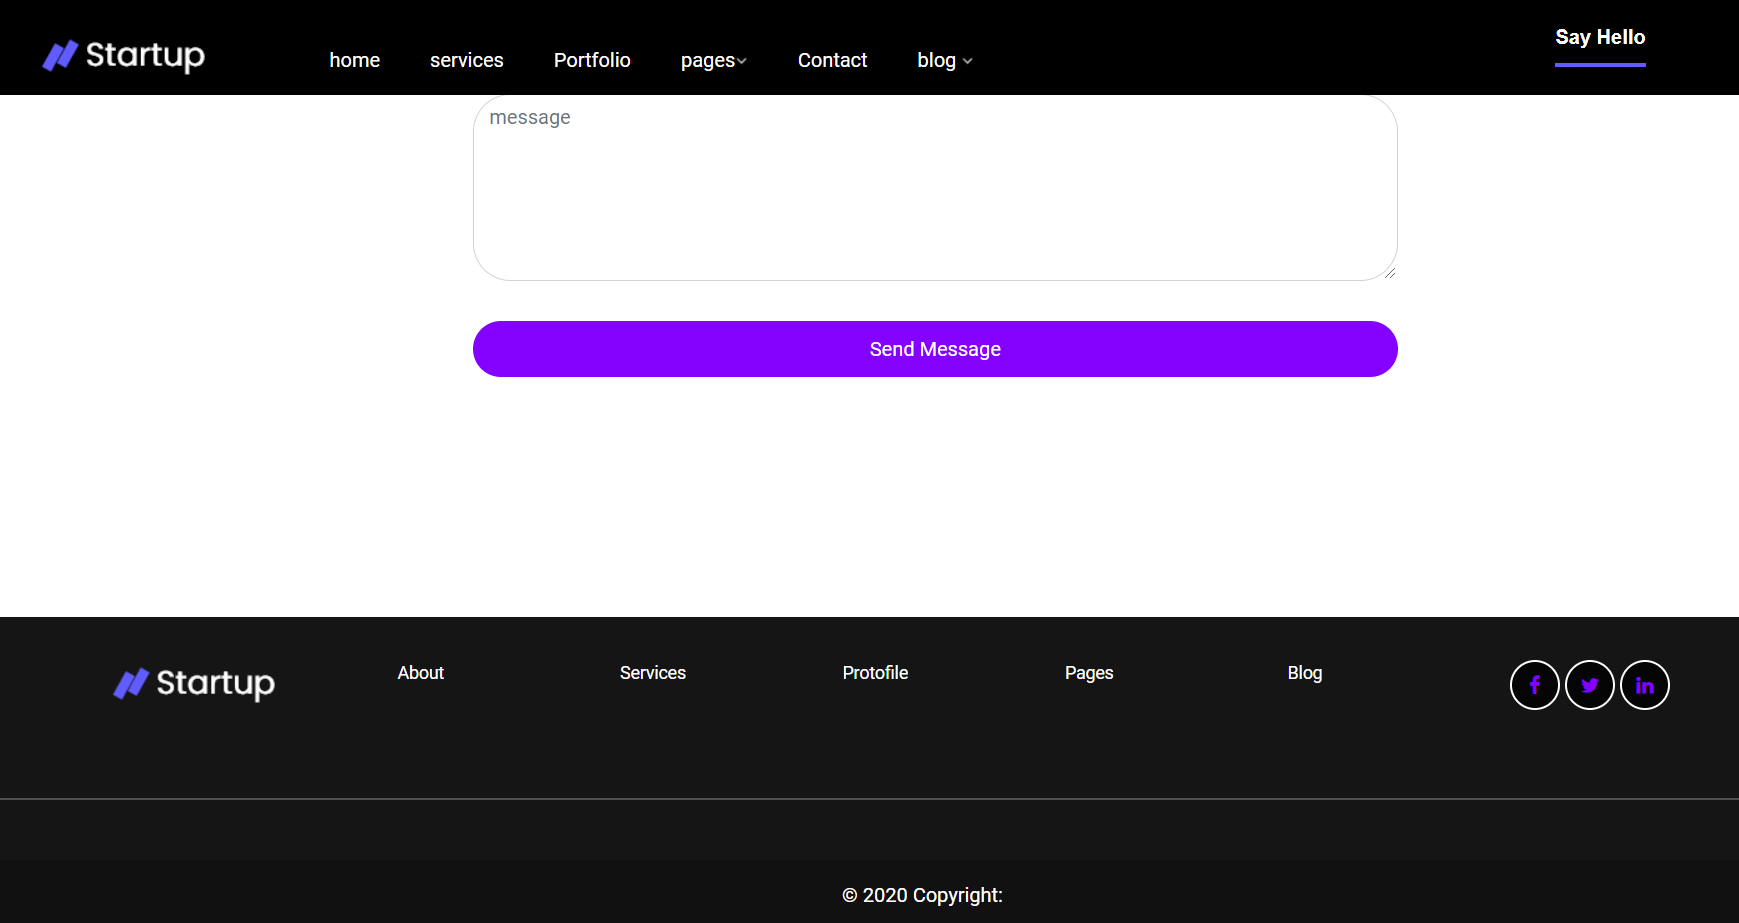 Startup
home services Portfolio pages Contact blog
Say Hello
message
Send Message
Startup
About Services Protofile Pages Blog
© 2020 Copyright: